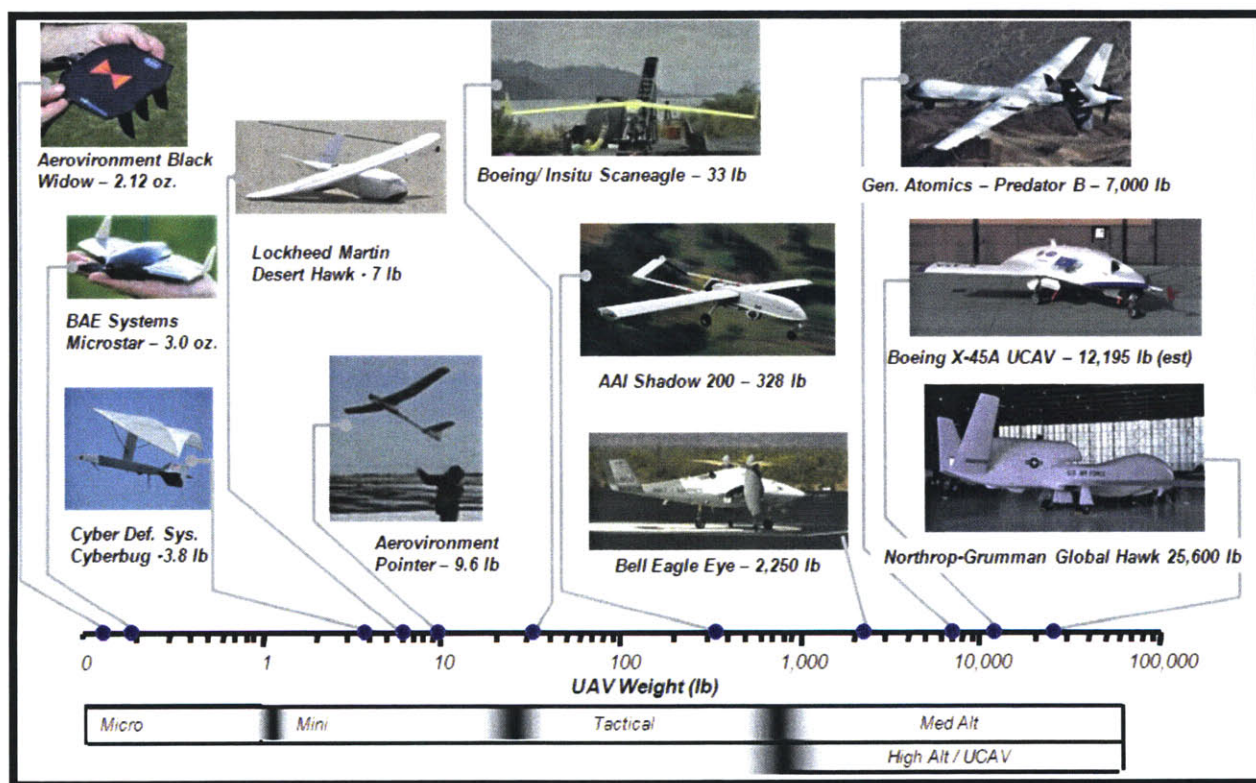 Aerovironment Black
Widow – 2.12 oz.
BAE Systems
Microstar – 3.0 oz.
Cyber Def. Sys.
Cyberbug -3.8 lb
Lockheed Martin
Desert Hawk - 7 lb
Aerovironment
Pointer – 9.6 lb
Boeing/ Insitu Scaneagle – 33 lb
AAI Shadow 200 – 328 lb
Bell Eagle Eye – 2,250 lb
Gen. Atomics – Predator B – 7,000 lb
Boeing X-45A UCAV – 12,195 lb (est)
U.S. AIR FORCE
Northrop-Grumman Global Hawk 25,600 lb
0 1 10 100 1,000 10,000 100,000
UAV Weight (lb)
Micro Mini Tactical Med Alt
High Alt / UCAV